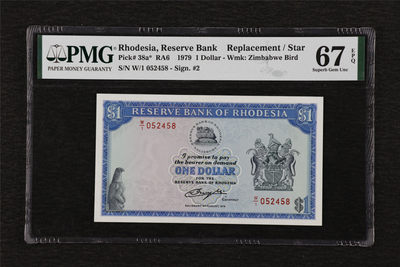 PMG
PAPER MONEY GUARANTY
Rhodesia, Reserve Bank Replacement / Star
Pick# 38a* RA6 1979 1 Dollar - Wmk: Zimbabwe Bird
S/N W/1 052458 - Sign. #2
67 EPQ
Superb Gem Unc
RESERVE BANK OF RHODESIA
$1
$1
W/1 052458
I promise to pay
the bearer on demand
ONE DOLLAR
FOR THE
RESERVE BANK OF RHODESIA
W/1 052458
$